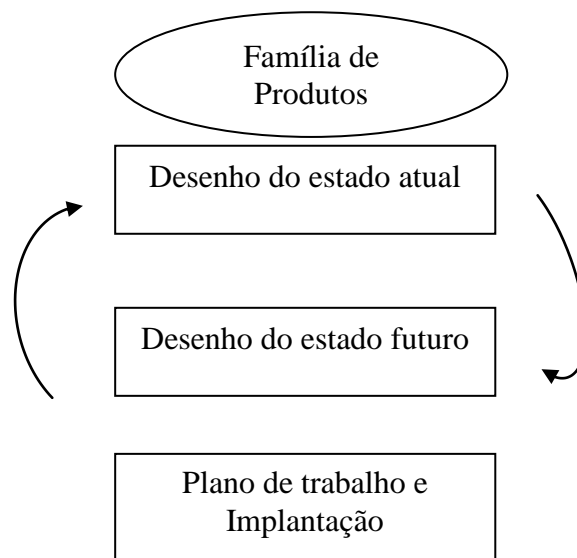 Família de
Produtos
Desenho do estado atual
Desenho do estado futuro
Plano de trabalho e
Implantação